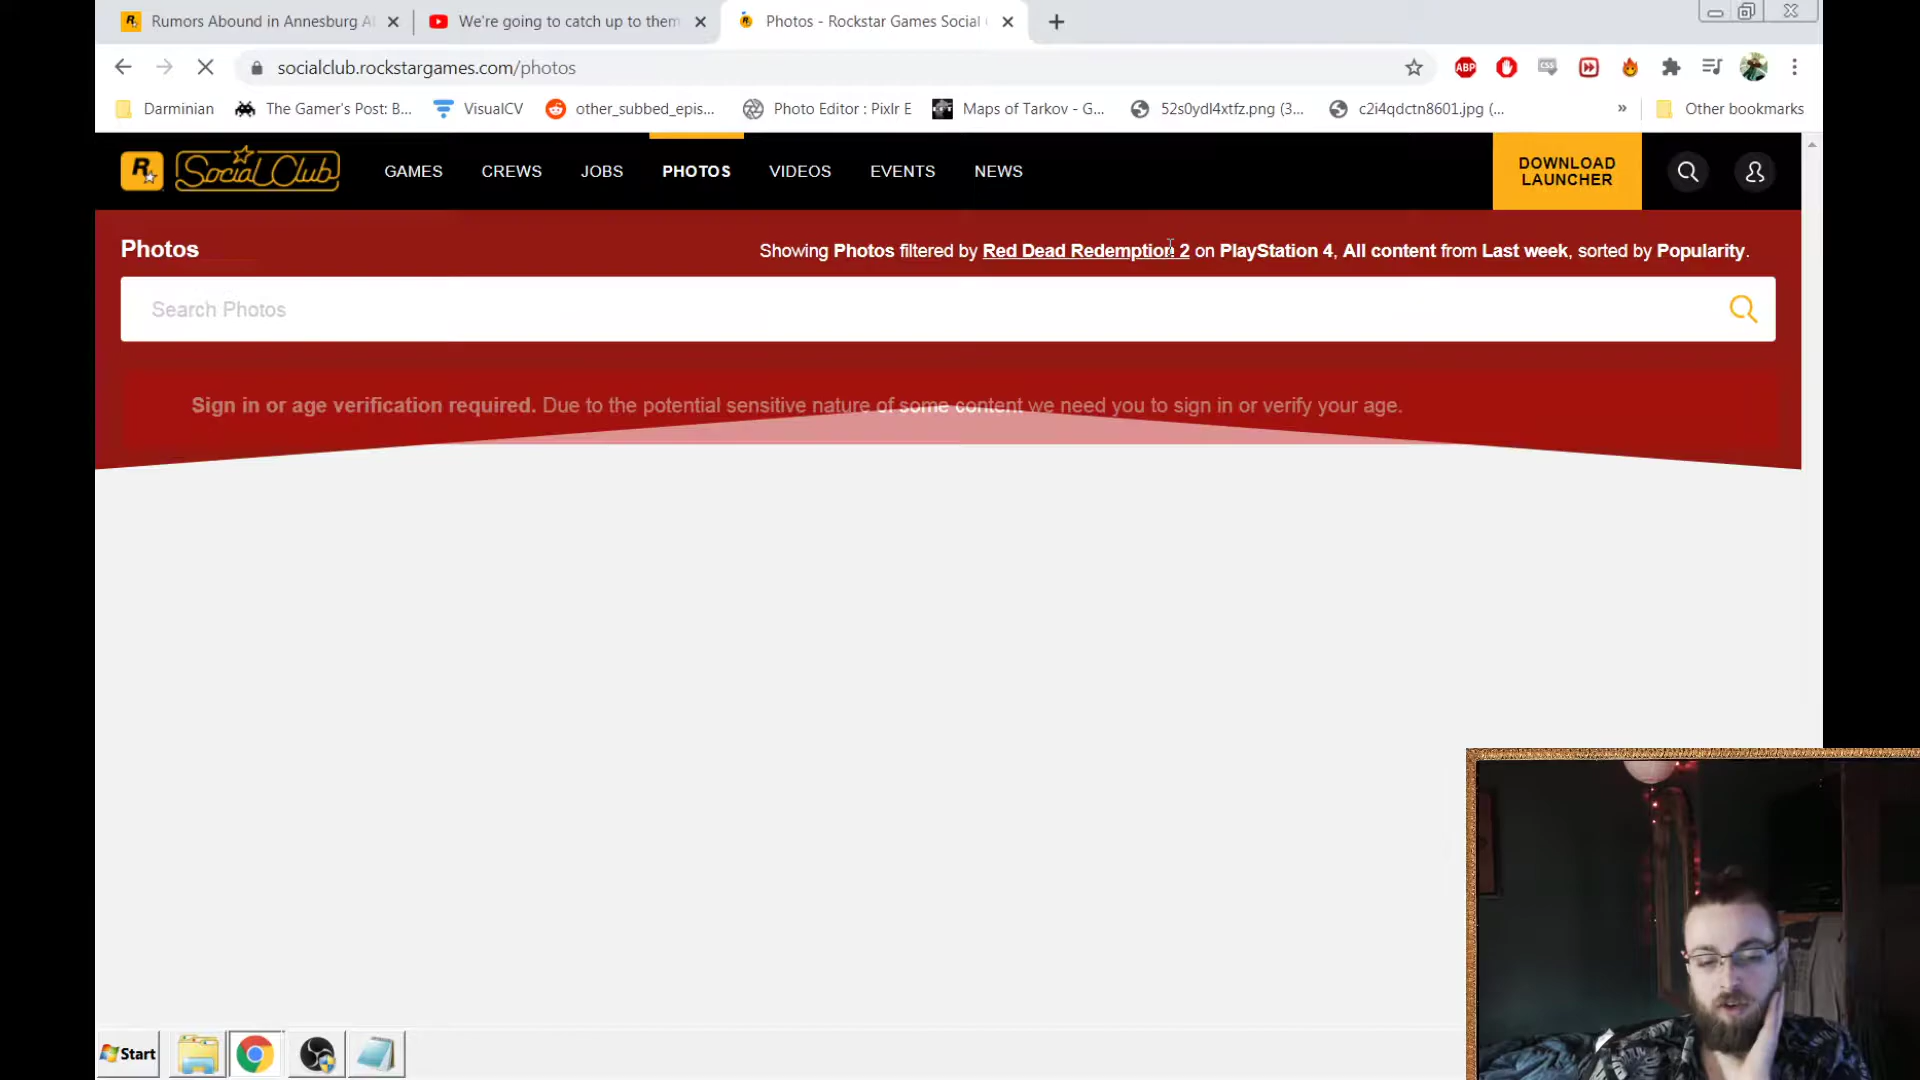 Rumors Abound in Annesburg Al
We're going to catch up to them
Photos - Rockstar Games Social
socialclub.rockstargames.com/photos
ABP
CSS
Darminian
The Gamer's Post: B...
VisualCV
other_subbed_epis...
Photo Editor : Pixlr E
Maps of Tarkov - G...
52s0ydl4xtfz.png (3...
c2i4qdctn8601.jpg (...
»
Other bookmarks
R
Social Club
GAMES
CREWS
JOBS
PHOTOS
VIDEOS
EVENTS
NEWS
DOWNLOAD
LAUNCHER
Photos
Showing Photos filtered by Red Dead Redemption 2 on PlayStation 4, All content from Last week, sorted by Popularity.
Search Photos
Sign in or age verification required. Due to the potential sensitive nature of some content we need you to sign in or verify your age.
Start